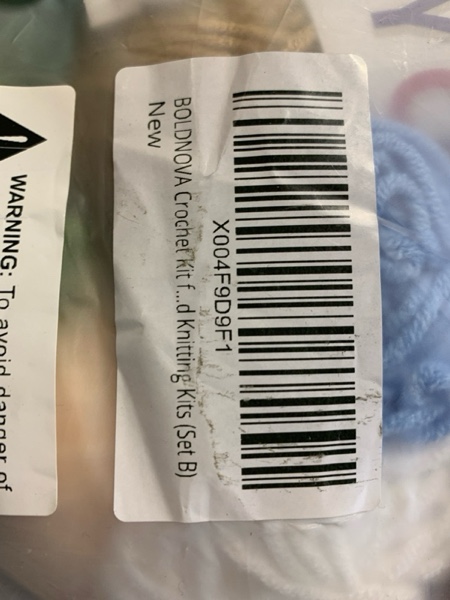 X004F9D9F1
BOLDNOVA Crochet Kit f...d Knitting Kits (Set B)
New
WARNING: To avoid danger of